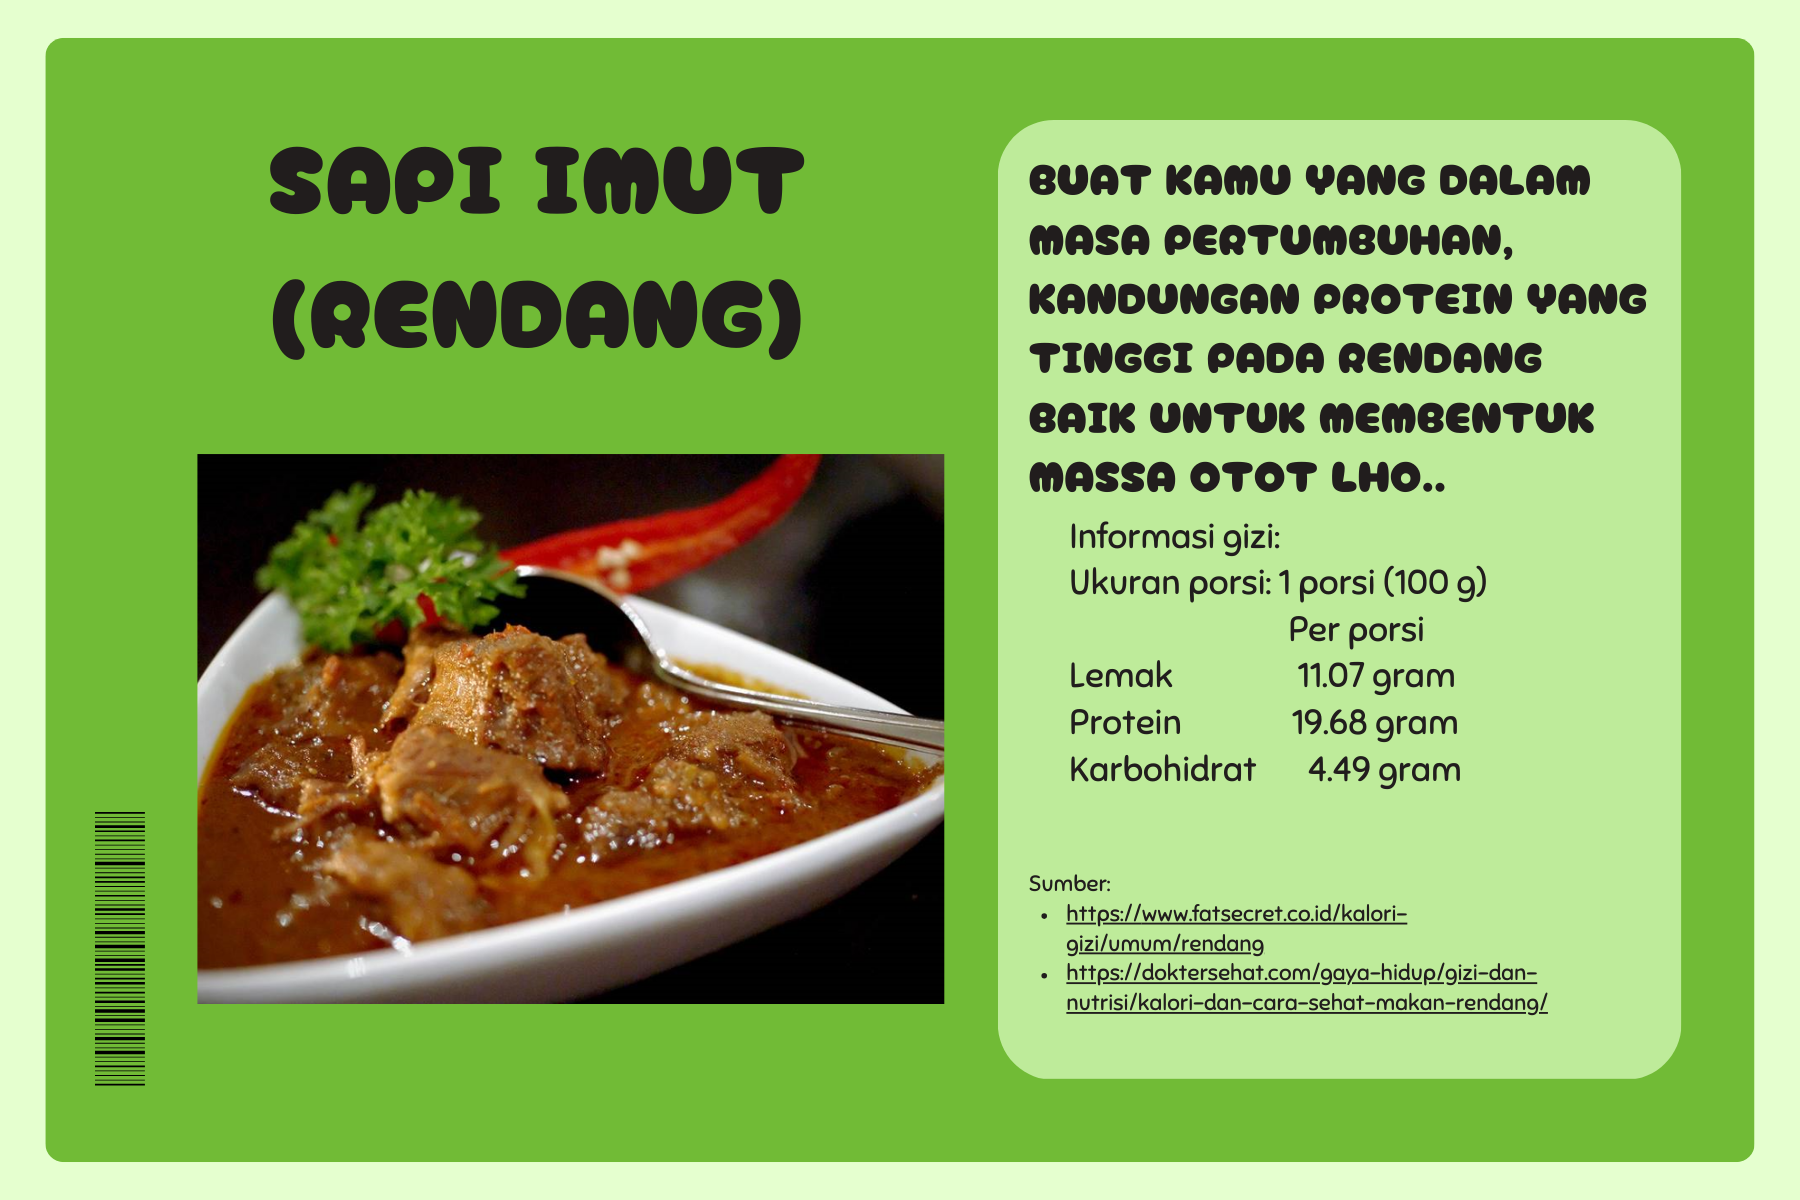 SAPI IMUT
(RENDANG)
BUAT KAMU YANG DALAM
MASA PERTUMBUHAN,
KANDUNGAN PROTEIN YANG
TINGGI PADA RENDANG
BAIK UNTUK MEMBENTUK
MASSA OTOT LHO..
Informasi gizi:
Ukuran porsi: 1 porsi (100 g)
Per porsi
Lemak 11.07 gram
Protein 19.68 gram
Karbohidrat 4.49 gram
Sumber:
• https://www.fatsecret.co.id/kalori-
gizi/umum/rendang
• https://doktersehat.com/gaya-hidup/gizi-dan-
nutrisi/kalori-dan-cara-sehat-makan-rendang/